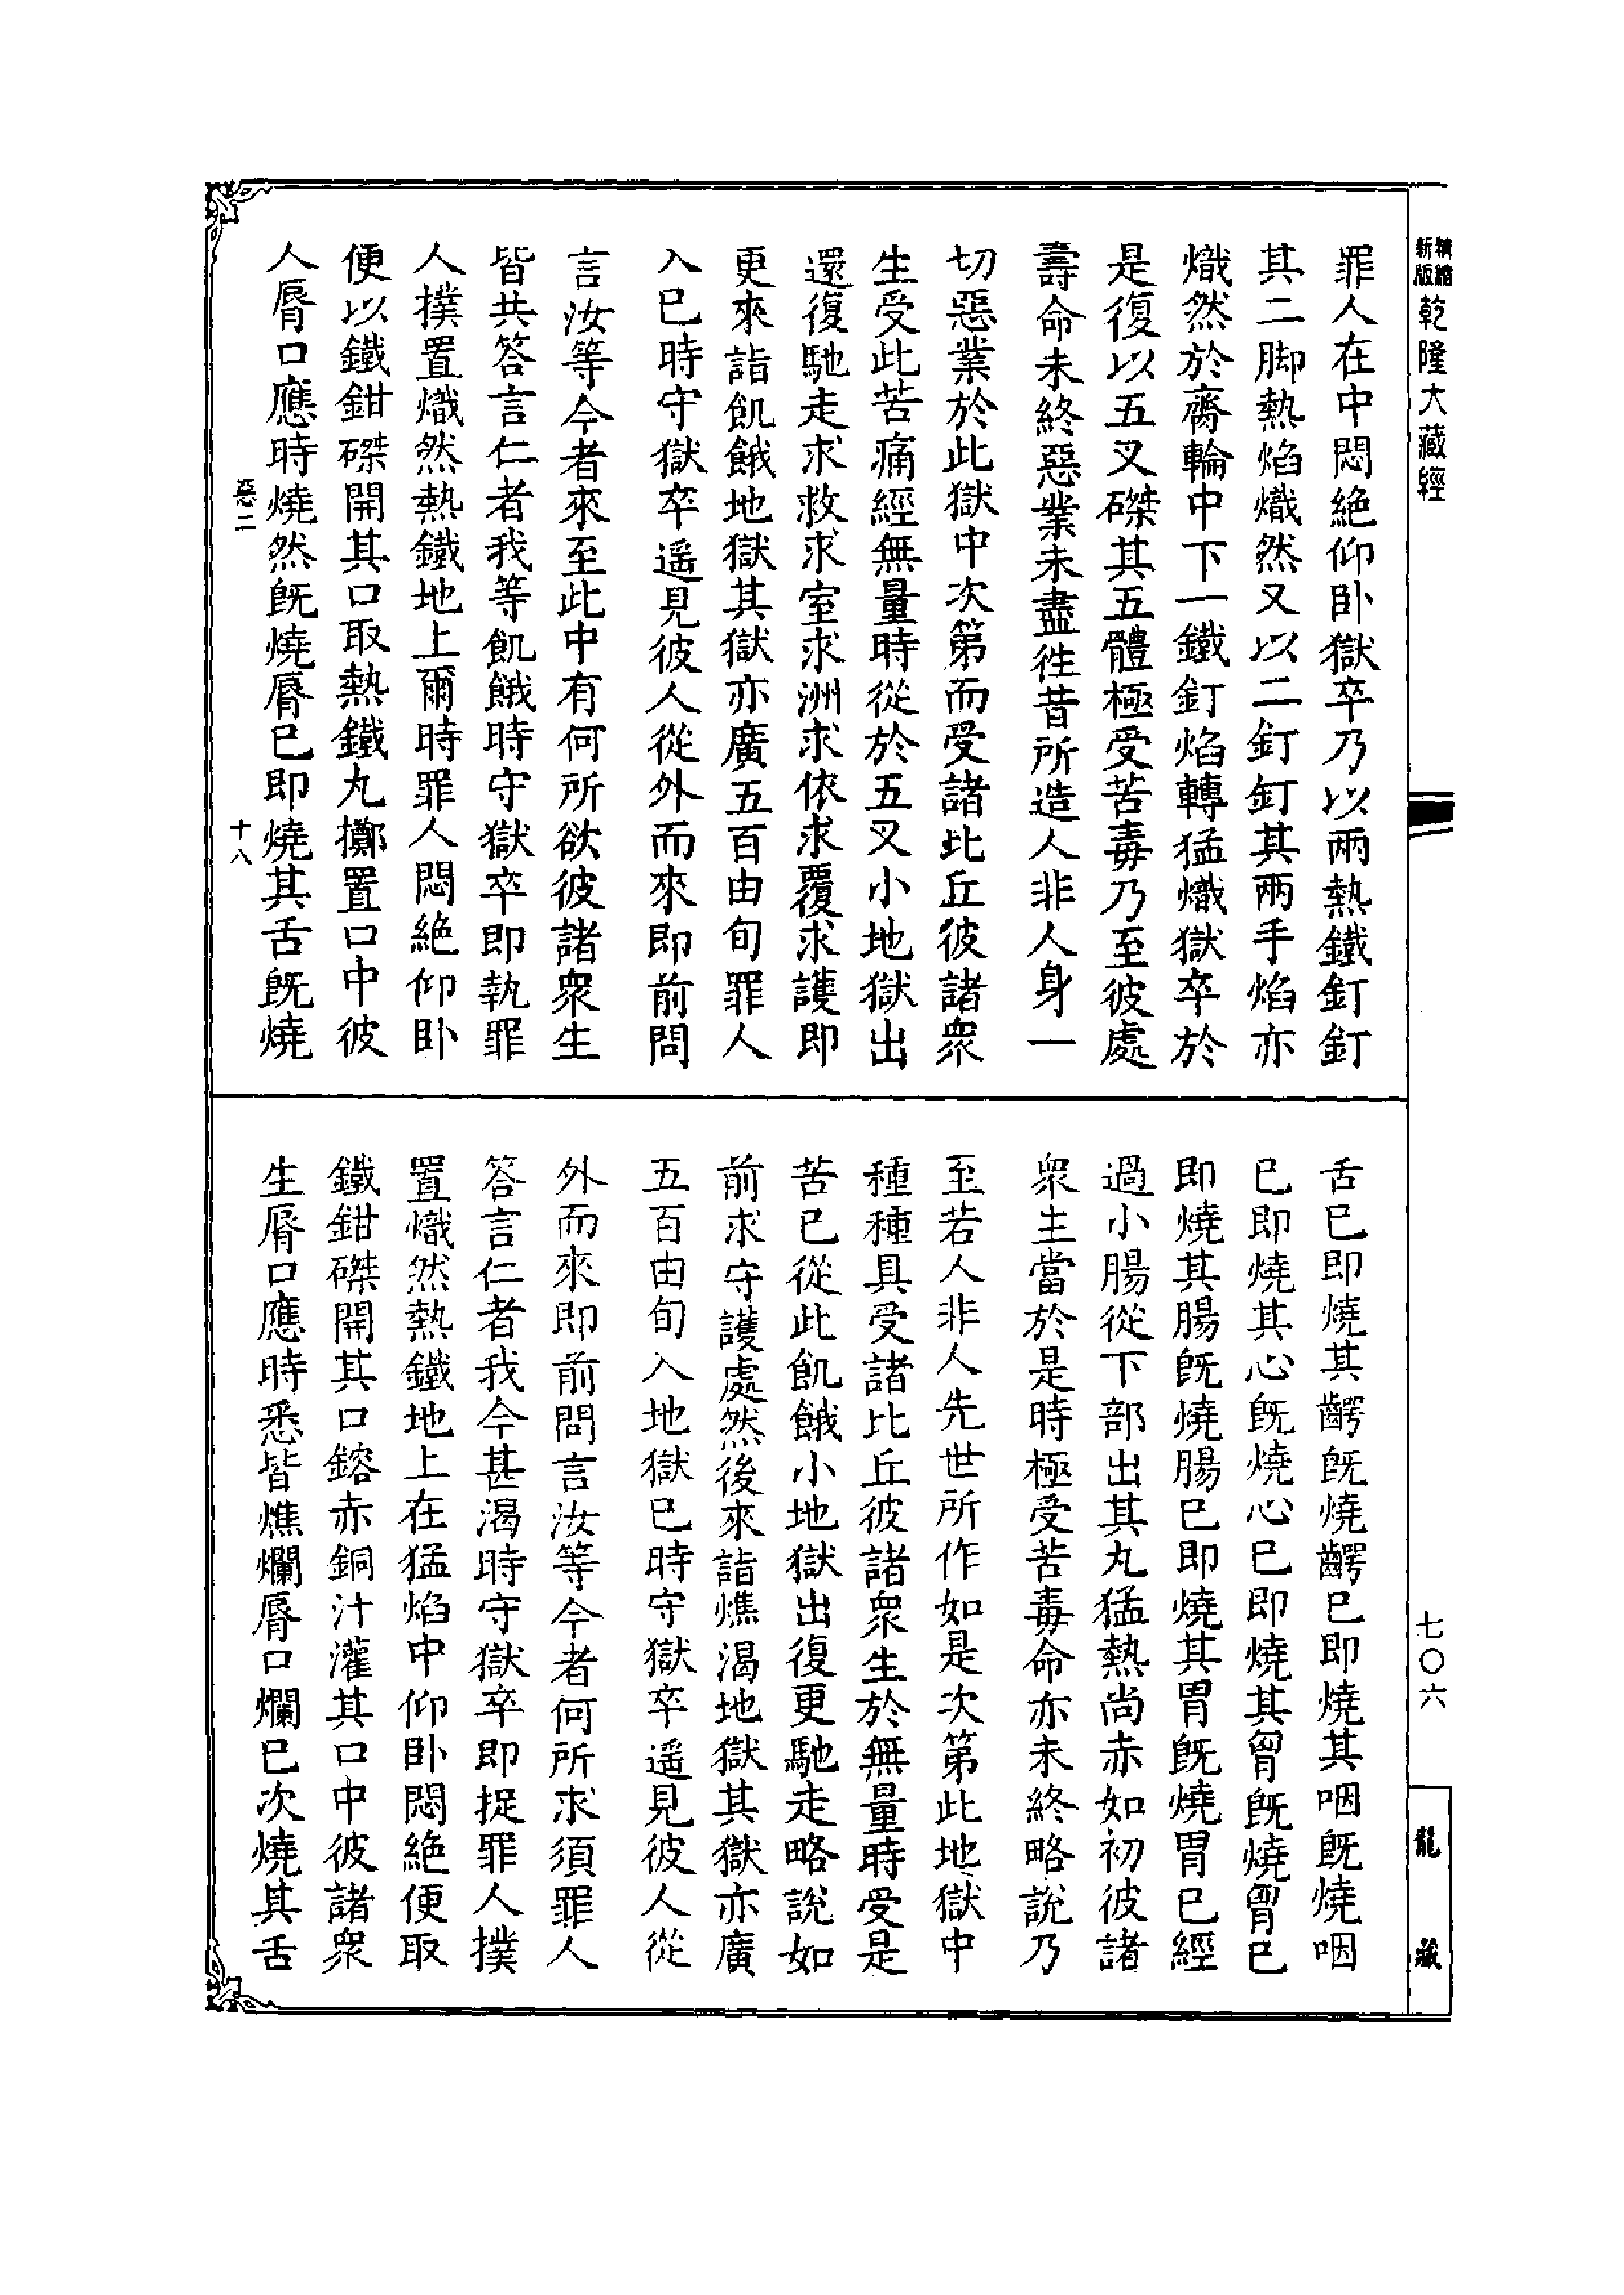 精縮新版乾隆大藏經
七〇六
龍藏
罪人在中悶絶仰卧獄卒乃以兩熱鐵釘釘
其二脚熱焰熾然又以二釘釘其兩手焰亦
熾然於齊輪中下一鐵釘焰轉猛熾獄卒於
是復以五叉磔其五體極受苦毒乃至彼處
壽命未終惡業未盡徃昔所造人非人身一
切惡業於此獄中次第而受諸比丘彼諸衆
生受此苦痛經無量時從於五叉小地獄出
還復馳走求救求室求洲求依求覆求護即
更來詣飢餓地獄其獄亦廣五百由旬罪人
入已時守獄卒遥見彼人從外而來即前問
言汝等今者來至此中有何所欲彼諸衆生
皆共答言仁者我等飢餓時守獄卒即執罪
人撲置熾然熱鐵地上爾時罪人悶絶仰卧
便以鐵鉗磔開其口取熱鐵丸擲置口中彼
人脣口應時燒然旣燒脣已即燒其舌旣燒
惡二
十八
舌已即燒其齶旣燒齶已即燒其咽旣燒咽
已即燒其心旣燒心已即燒其胷旣燒胷已
即燒其腸旣燒腸已即燒其胃旣燒胃已經
過小腸從下部出其丸猛熱尚赤如初彼諸
衆生當於是時極受苦毒命亦未終略說乃
至若人非人先世所作如是次第此地獄中
種種具受諸比丘彼諸衆生於無量時受是
苦已從此飢餓小地獄出復更馳走略說如
前求守護處然後來詣燋渴地獄其獄亦廣
五百由旬入地獄已時守獄卒遥見彼人從
外而來即前問言汝等今者何所求須罪人
答言仁者我今甚渴時守獄卒即捉罪人撲
置熾然熱鐵地上在猛焰中仰卧悶絶便取
鐵鉗磔開其口鎔赤銅汁灌其口中彼諸衆
生脣口應時悉皆燋爛脣口爛已次燒其舌